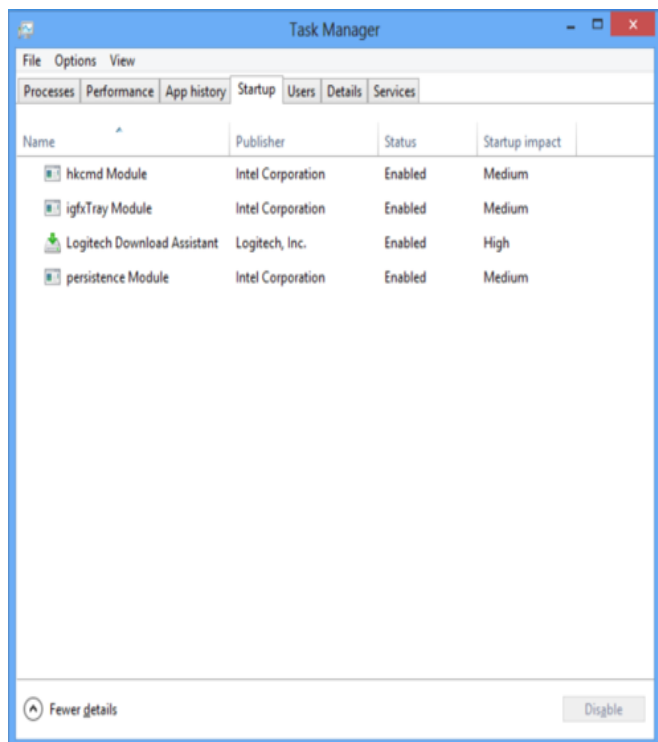 Task Manager
File Options View
Processes Performance App history Startup Users Details Services
Name Publisher Status Startup impact
hkcmd Module Intel Corporation Enabled Medium
igfxTray Module Intel Corporation Enabled Medium
Logitech Download Assistant Logitech, Inc. Enabled High
persistence Module Intel Corporation Enabled Medium
Fewer details Disable